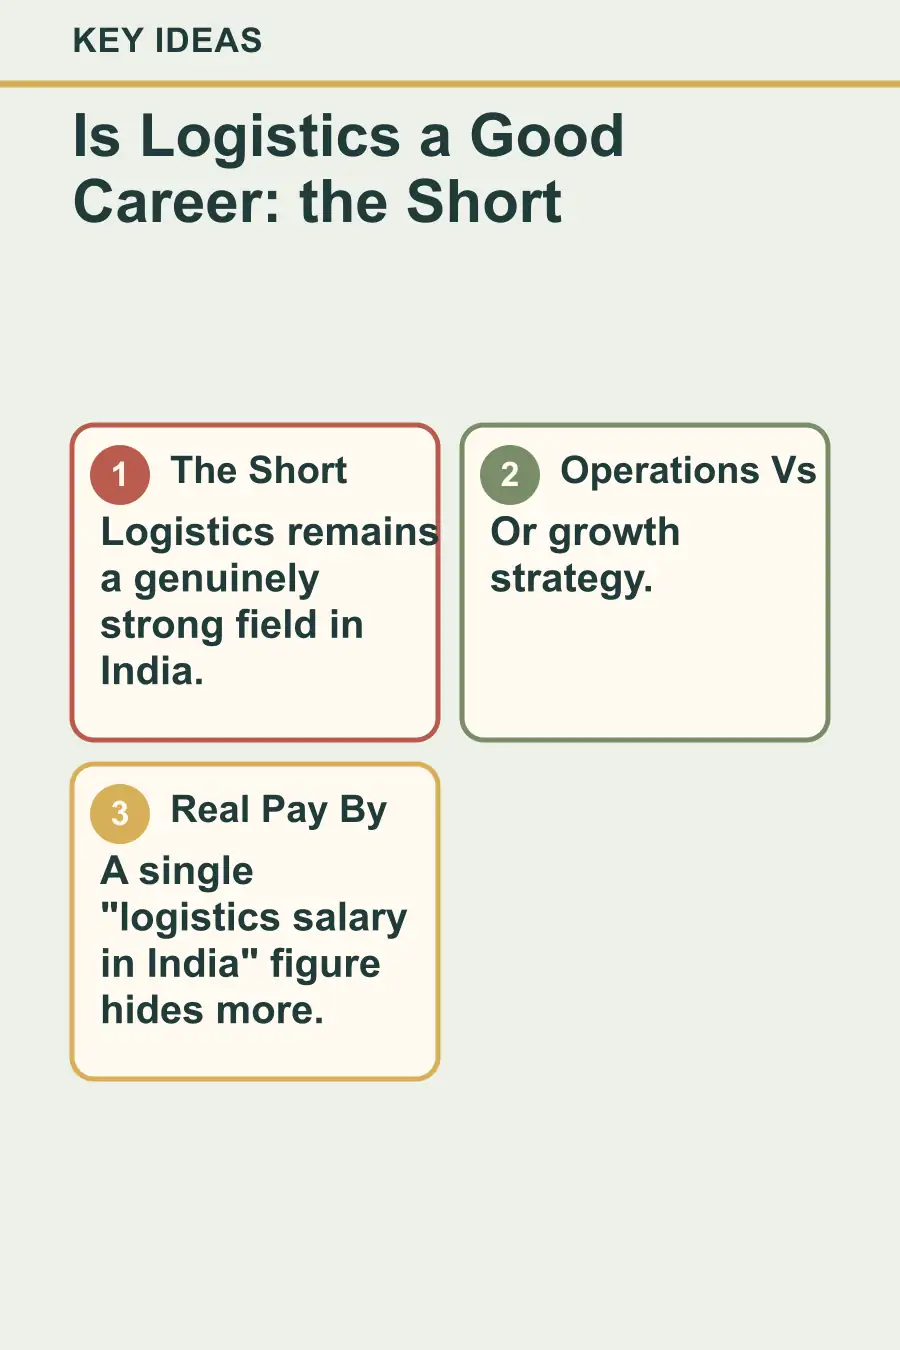 KEY IDEAS
Is Logistics a Good
Career: the Short
1 The Short
Logistics remains
a genuinely
strong field in
India.
2 Operations Vs
Or growth
strategy.
3 Real Pay By
A single
"logistics salary
in India" figure
hides more.